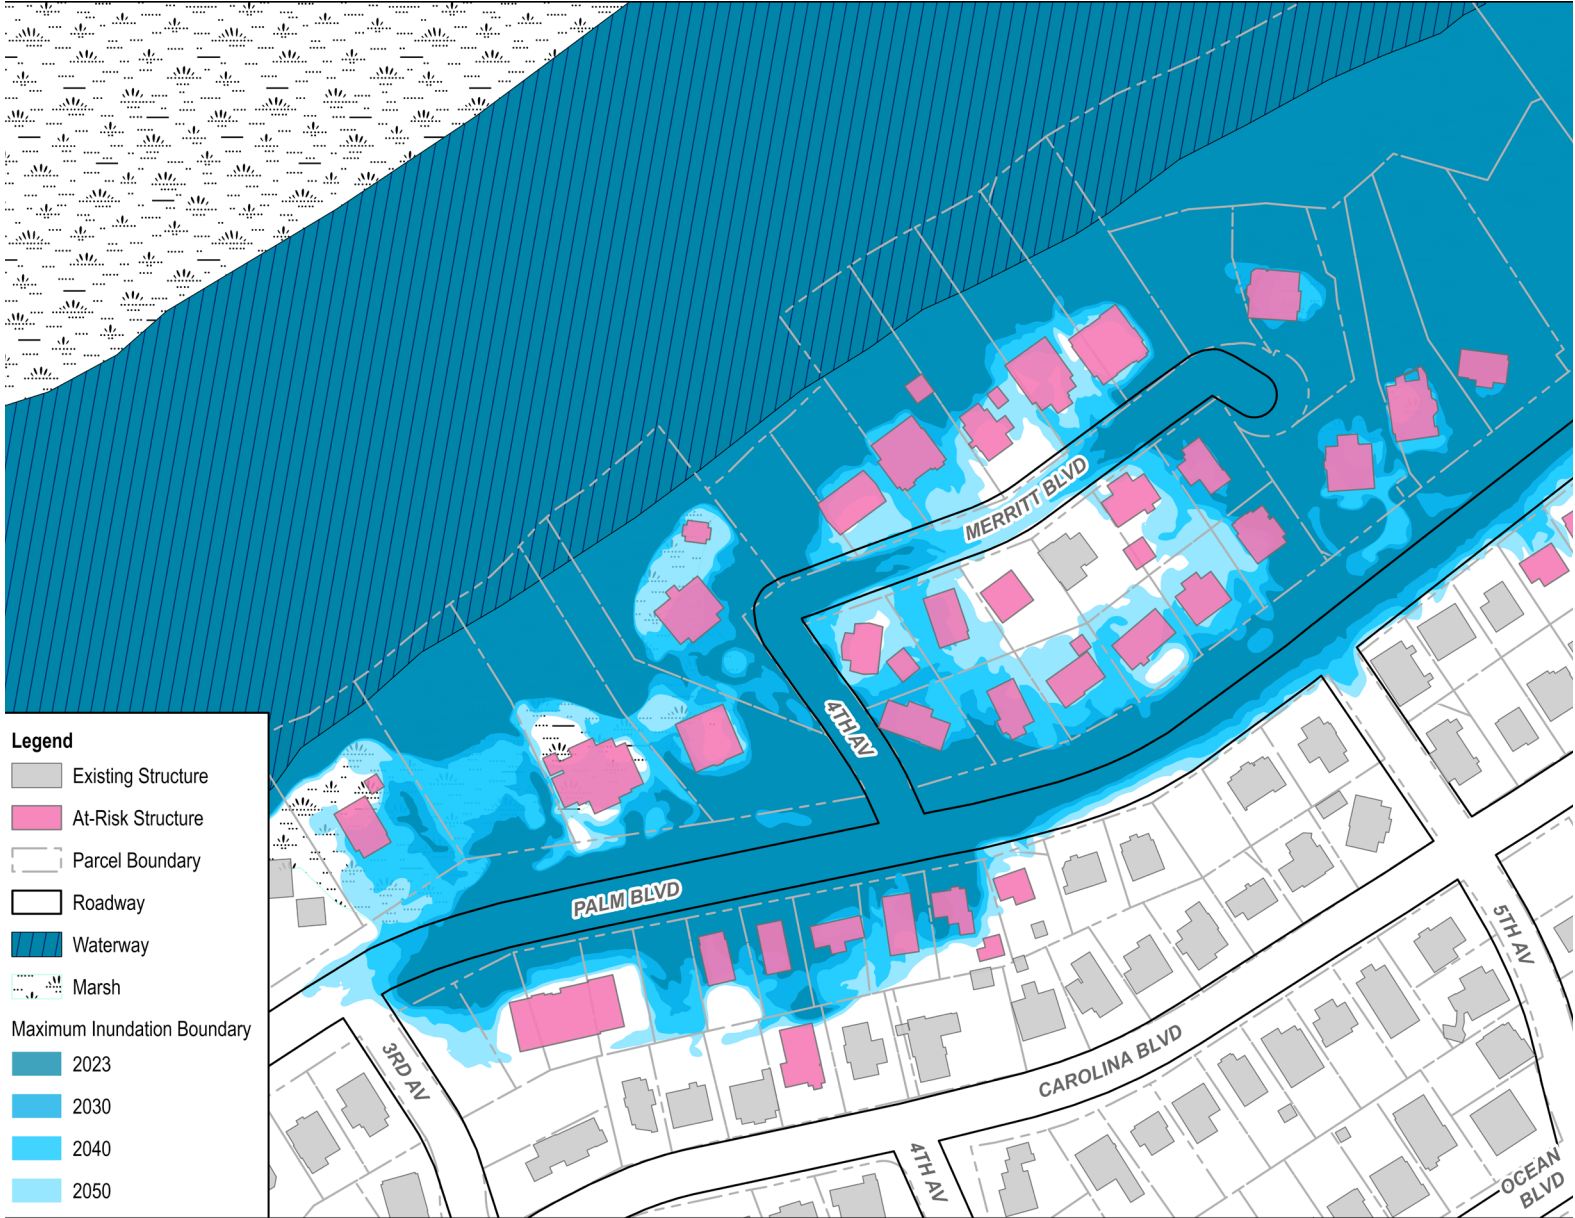 MERRITT BLVD
4TH AV
PALM BLVD
5TH AV
3RD AV
CAROLINA BLVD
4TH AV
OCEAN
BLVD
Legend
Existing Structure
At-Risk Structure
Parcel Boundary
Roadway
Waterway
Marsh
Maximum Inundation Boundary
2023
2030
2040
2050